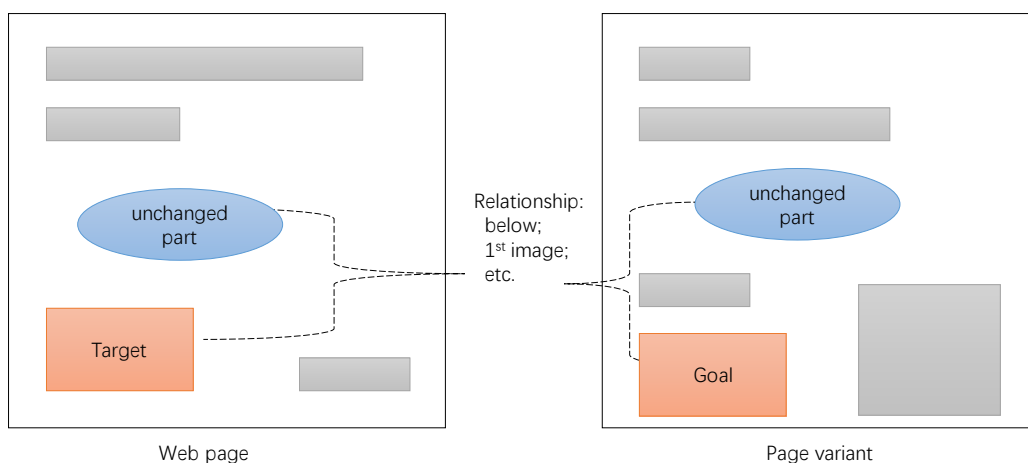 unchanged
part
Target
Web page
Relationship:
below;
1st image;
etc.
unchanged
part
Goal
Page variant